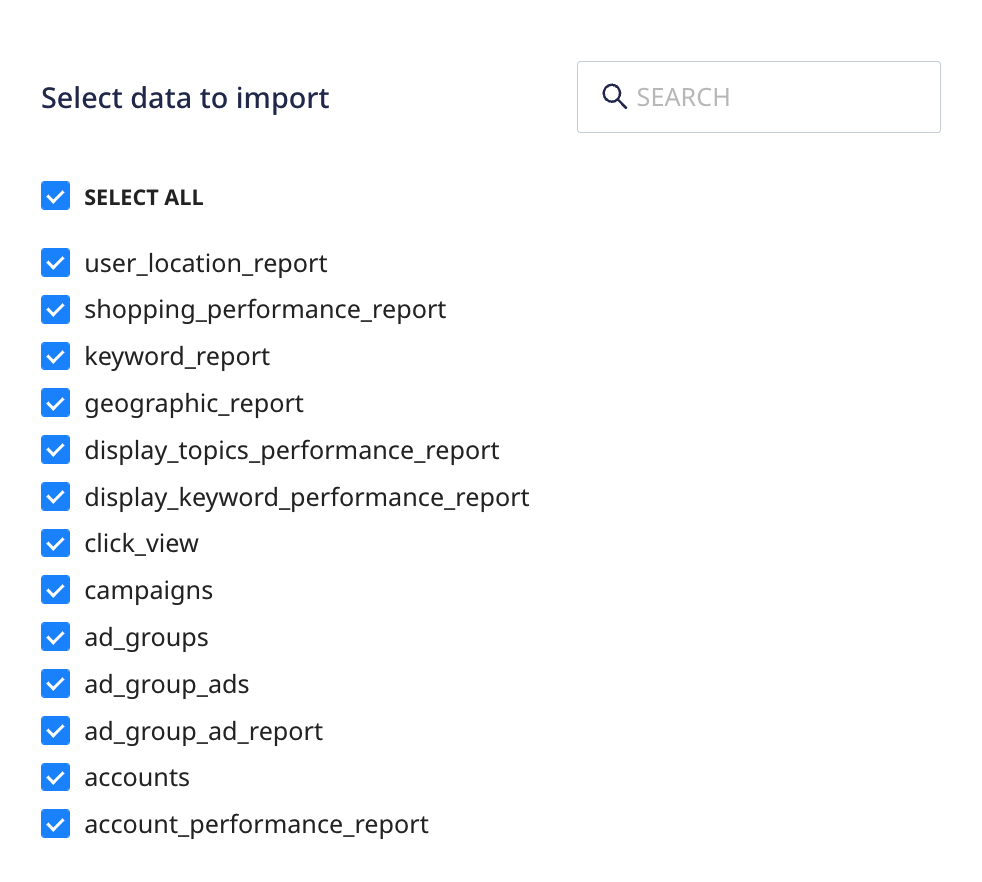 Select data to import
SEARCH
SELECT ALL
user_location_report
shopping_performance_report
keyword_report
geographic_report
display_topics_performance_report
display_keyword_performance_report
click_view
campaigns
ad_groups
ad_group_ads
ad_group_ad_report
accounts
account_performance_report